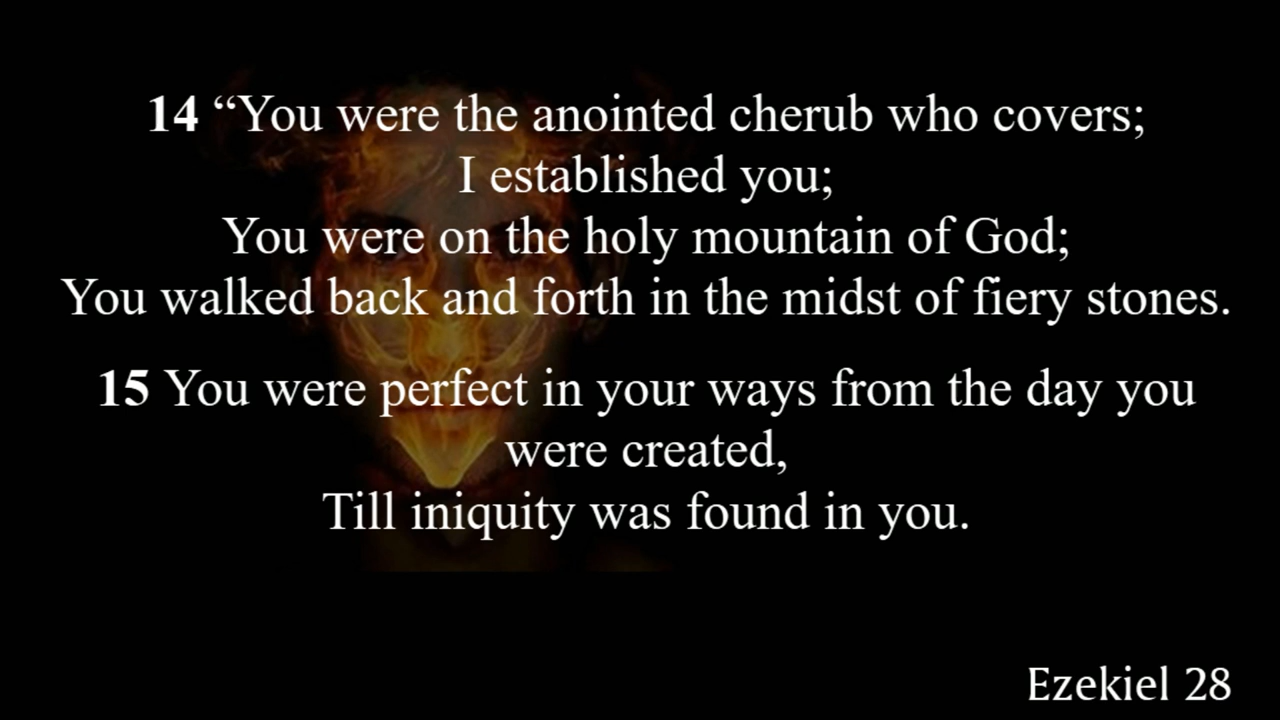 14 “You were the anointed cherub who covers;
I established you;
You were on the holy mountain of God;
You walked back and forth in the midst of fiery stones.
15 You were perfect in your ways from the day you
were created,
Till iniquity was found in you.
Ezekiel 28